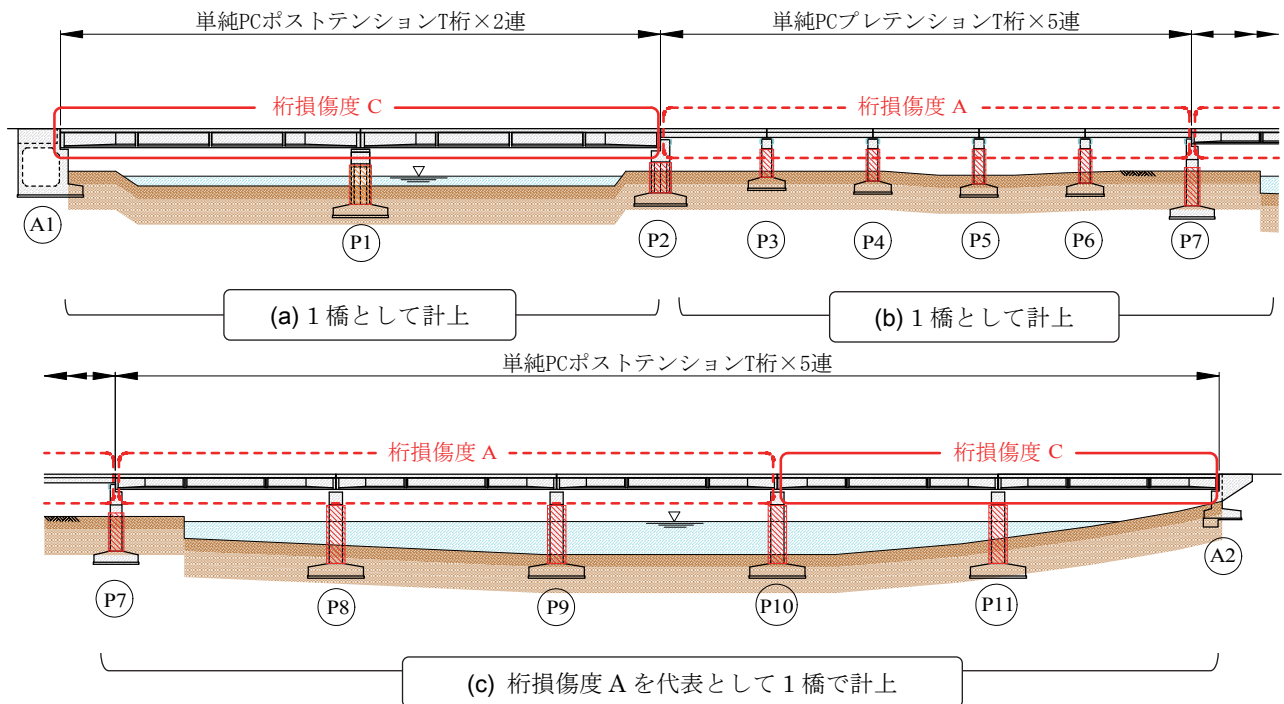 単純PCポストテンションT桁×2連
単純PCプレテンションT桁×5連
桁損傷度 C
桁損傷度 A
A1
P1
P2
P3
P4
P5
P6
P7
(a) 1 橋として計上
(b) 1 橋として計上
単純PCポストテンションT桁×5連
桁損傷度 A
桁損傷度 C
P7
P8
P9
P10
P11
A2
(c) 桁損傷度 A を代表として 1 橋で計上